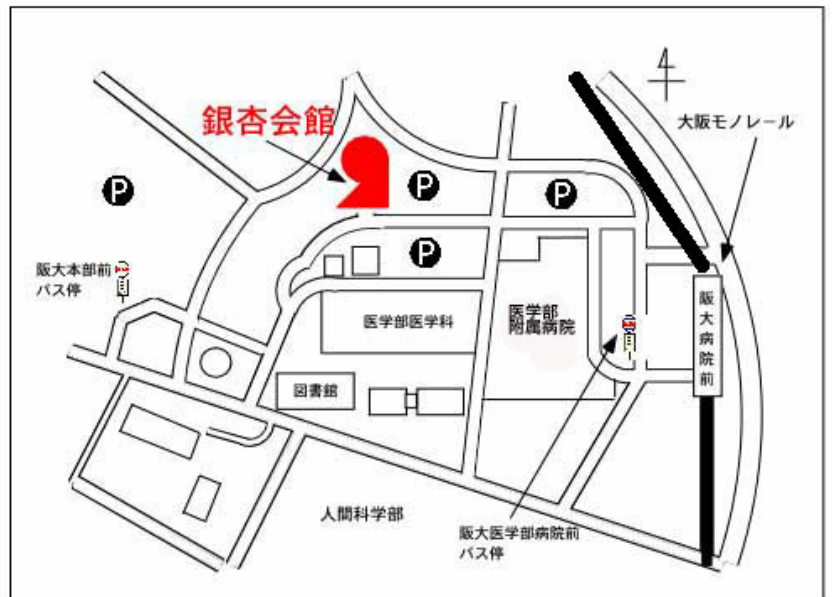 銀杏会館
大阪モノレール
P
P
P
P
阪大本部前
バス停
医学部医学科
医学部
附属病院
阪大病院前
図書館
人間科学部
阪大医学部病院前
バス停